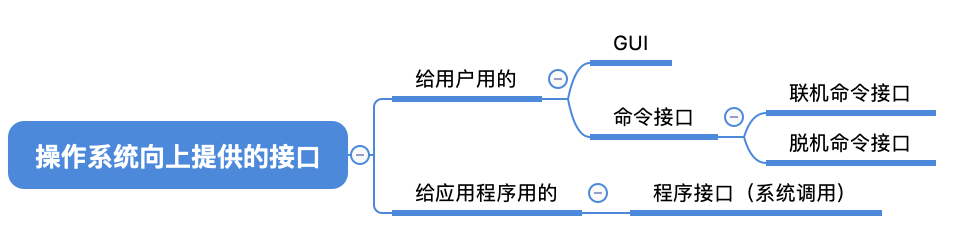 操作系统向上提供的接口
给用户用的
GUI
命令接口
联机命令接口
脱机命令接口
给应用程序用的
程序接口（系统调用）